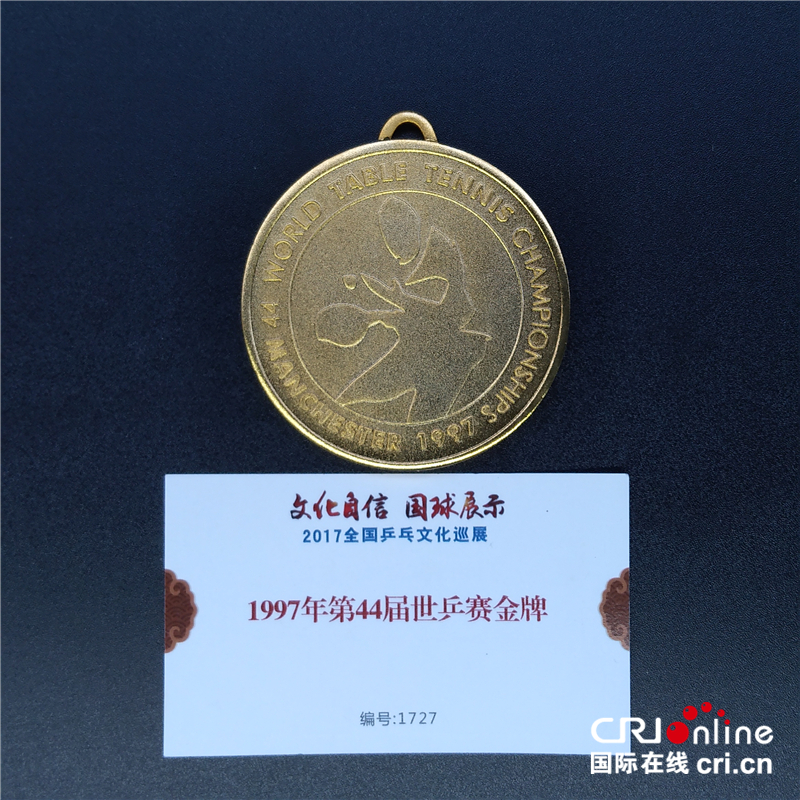 44 WORLD TABLE TENNIS CHAMPIONSHIPS
MANCHESTER 1997
文化自信 国球展示
2017全国乒乓文化巡展
1997年第44届世乒赛金牌
编号:1727
CRIonline
国际在线 cri.cn